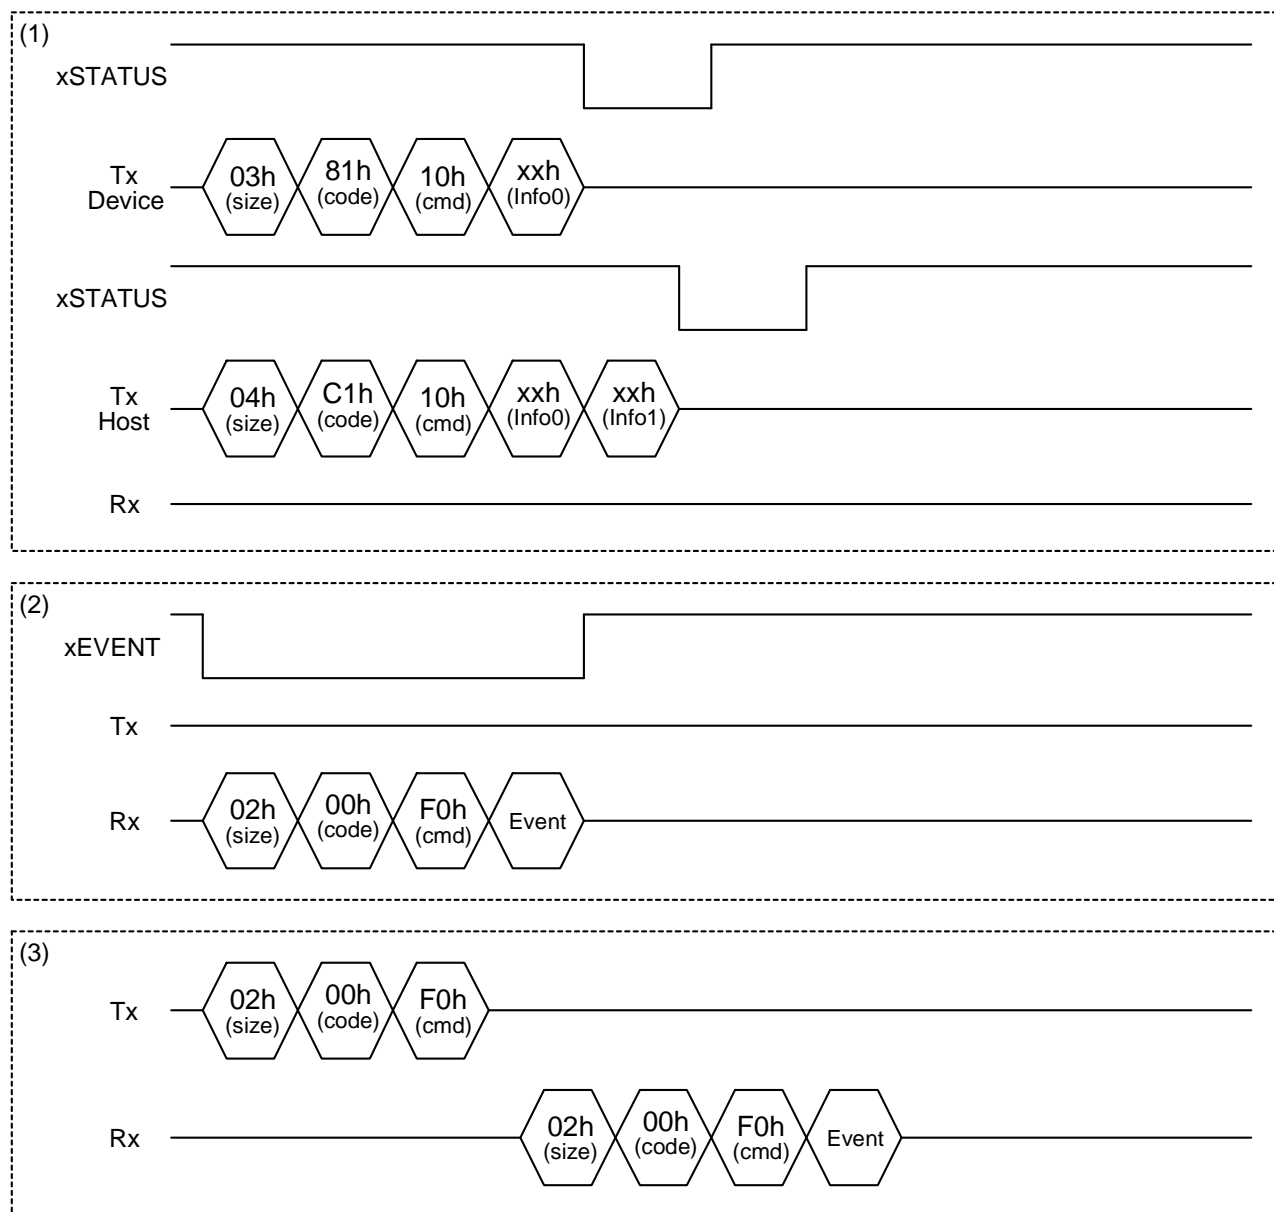 (1)
xSTATUS
Tx
Device
03h
(size)
81h
(code)
10h
(cmd)
xxh
(Info0)
xSTATUS
Tx
Host
04h
(size)
C1h
(code)
10h
(cmd)
xxh
(Info0)
xxh
(Info1)
Rx
(2)
xEVENT
Tx
Rx
02h
(size)
00h
(code)
F0h
(cmd)
Event
(3)
Tx
02h
(size)
00h
(code)
F0h
(cmd)
Rx
02h
(size)
00h
(code)
F0h
(cmd)
Event